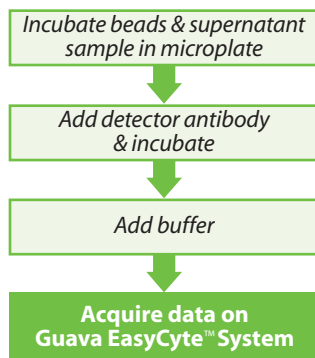 Incubate beads & supernatant
sample in microplate
Add detector antibody
& incubate
Add buffer
Acquire data on
Guava EasyCyte™ System